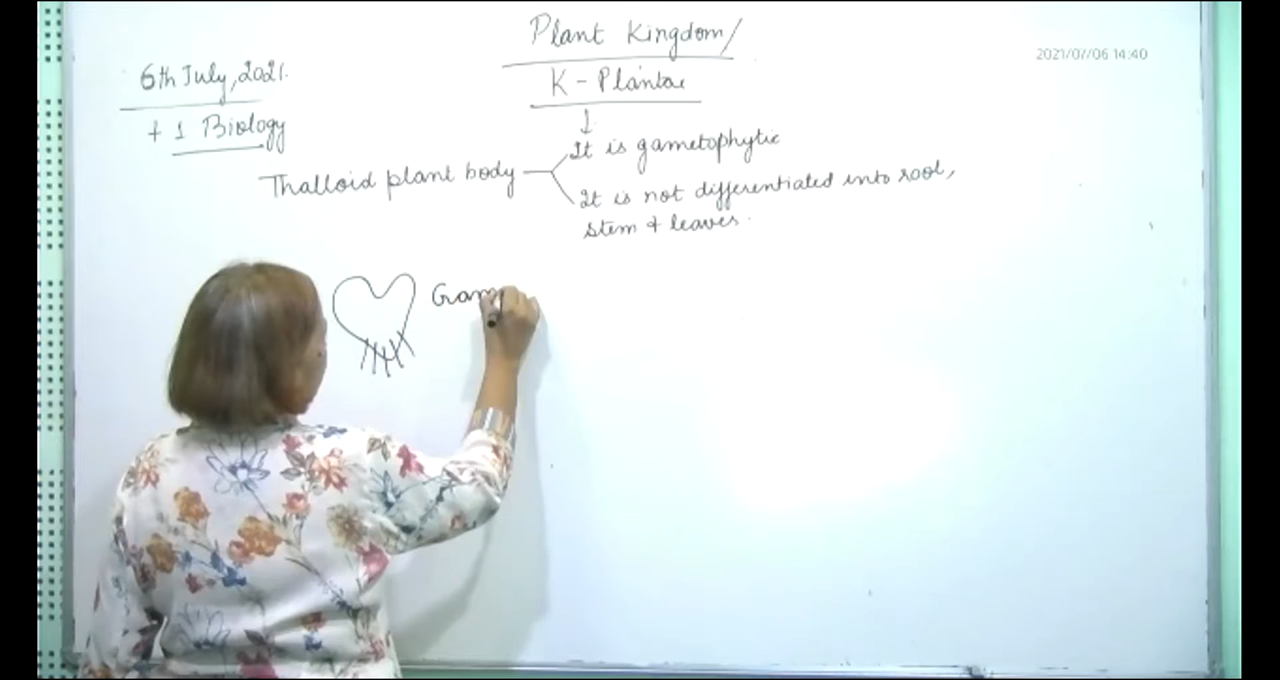 Plant Kingdom/
K - Plantae
6th July, 2021.
+ 1 Biology
2021/07/06 14:40
It is gametophytic
Thalloid plant body
It is not differentiated into root,
stem & leaves.
Gam